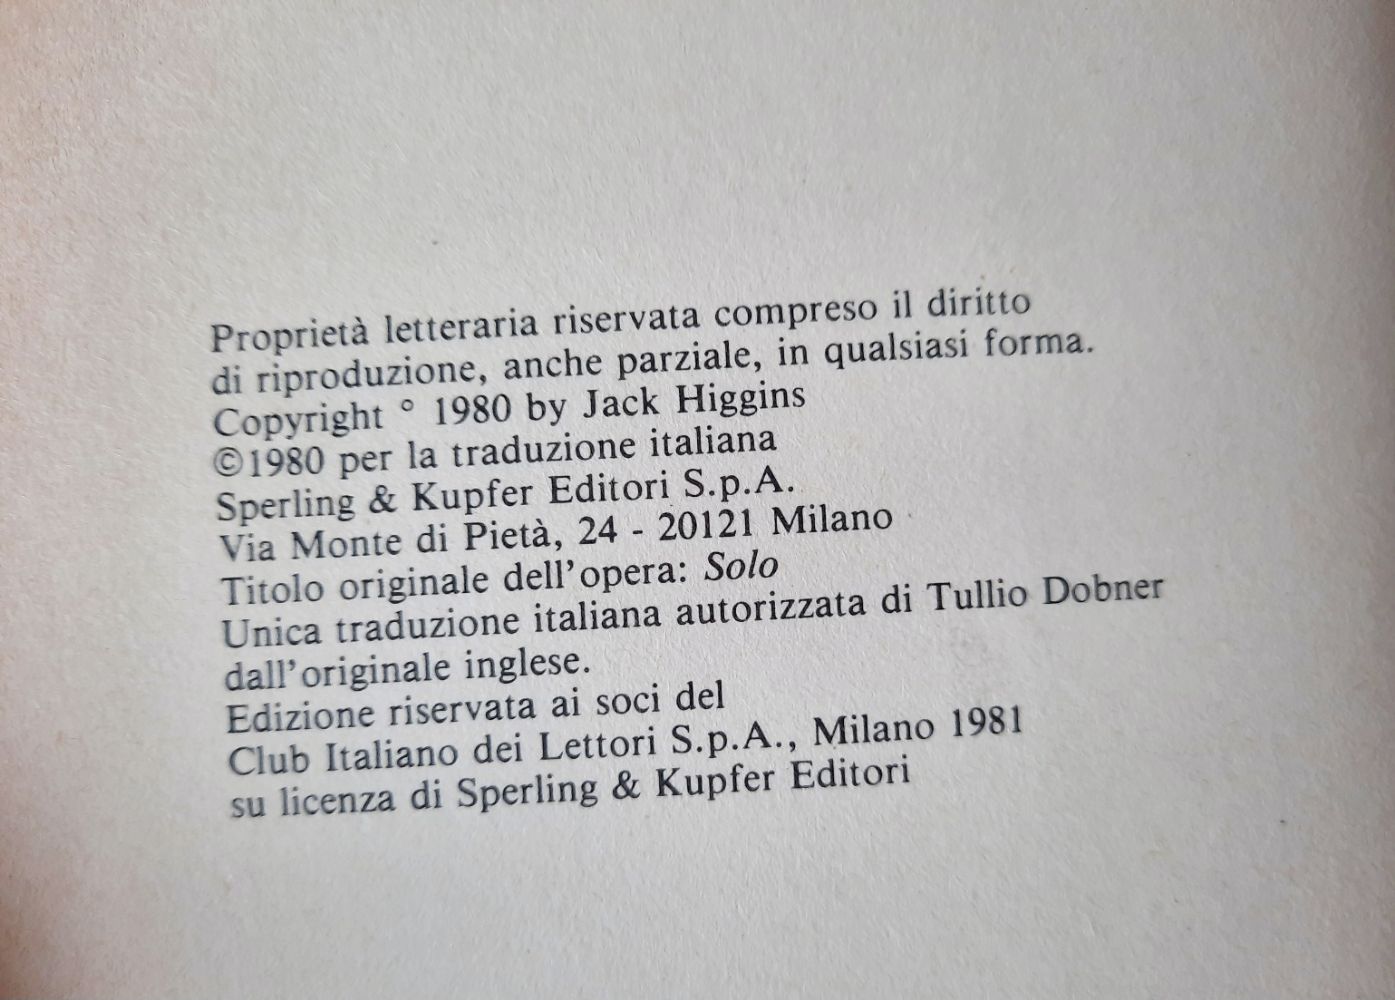 Proprietà letteraria riservata compreso il diritto
di riproduzione, anche parziale, in qualsiasi forma.
Copyright ° 1980 by Jack Higgins
©1980 per la traduzione italiana
Sperling & Kupfer Editori S.p.A.
Via Monte di Pietà, 24 - 20121 Milano
Titolo originale dell'opera: Solo
Unica traduzione italiana autorizzata di Tullio Dobner
dall'originale inglese.
Edizione riservata ai soci del
Club Italiano dei Lettori S.p.A., Milano 1981
su licenza di Sperling & Kupfer Editori